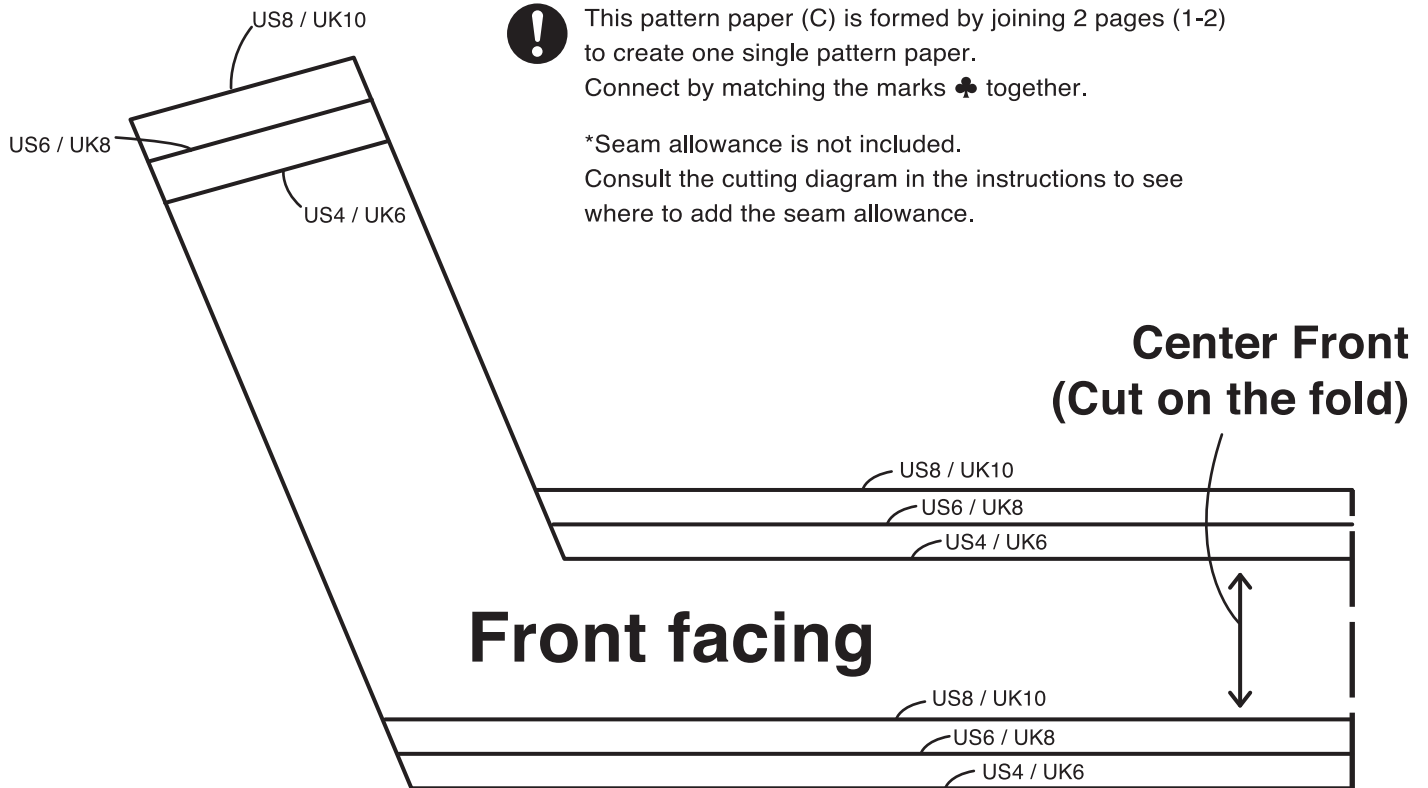 US8 / UK10
This pattern paper (C) is formed by joining 2 pages (1-2)
to create one single pattern paper.
Connect by matching the marks ♣ together.
US6 / UK8
*Seam allowance is not included.
Consult the cutting diagram in the instructions to see
where to add the seam allowance.
US4 / UK6
Center Front
(Cut on the fold)
US8 / UK10
US6 / UK8
US4 / UK6
Front facing
US8 / UK10
US6 / UK8
US4 / UK6